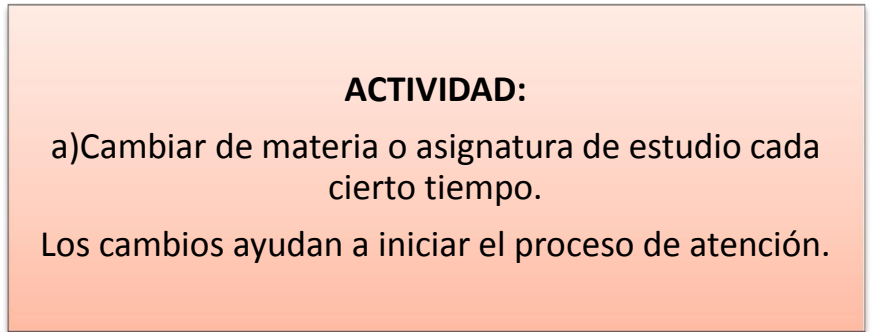 ACTIVIDAD:
a)Cambiar de materia o asignatura de estudio cada
cierto tiempo.
Los cambios ayudan a iniciar el proceso de atención.